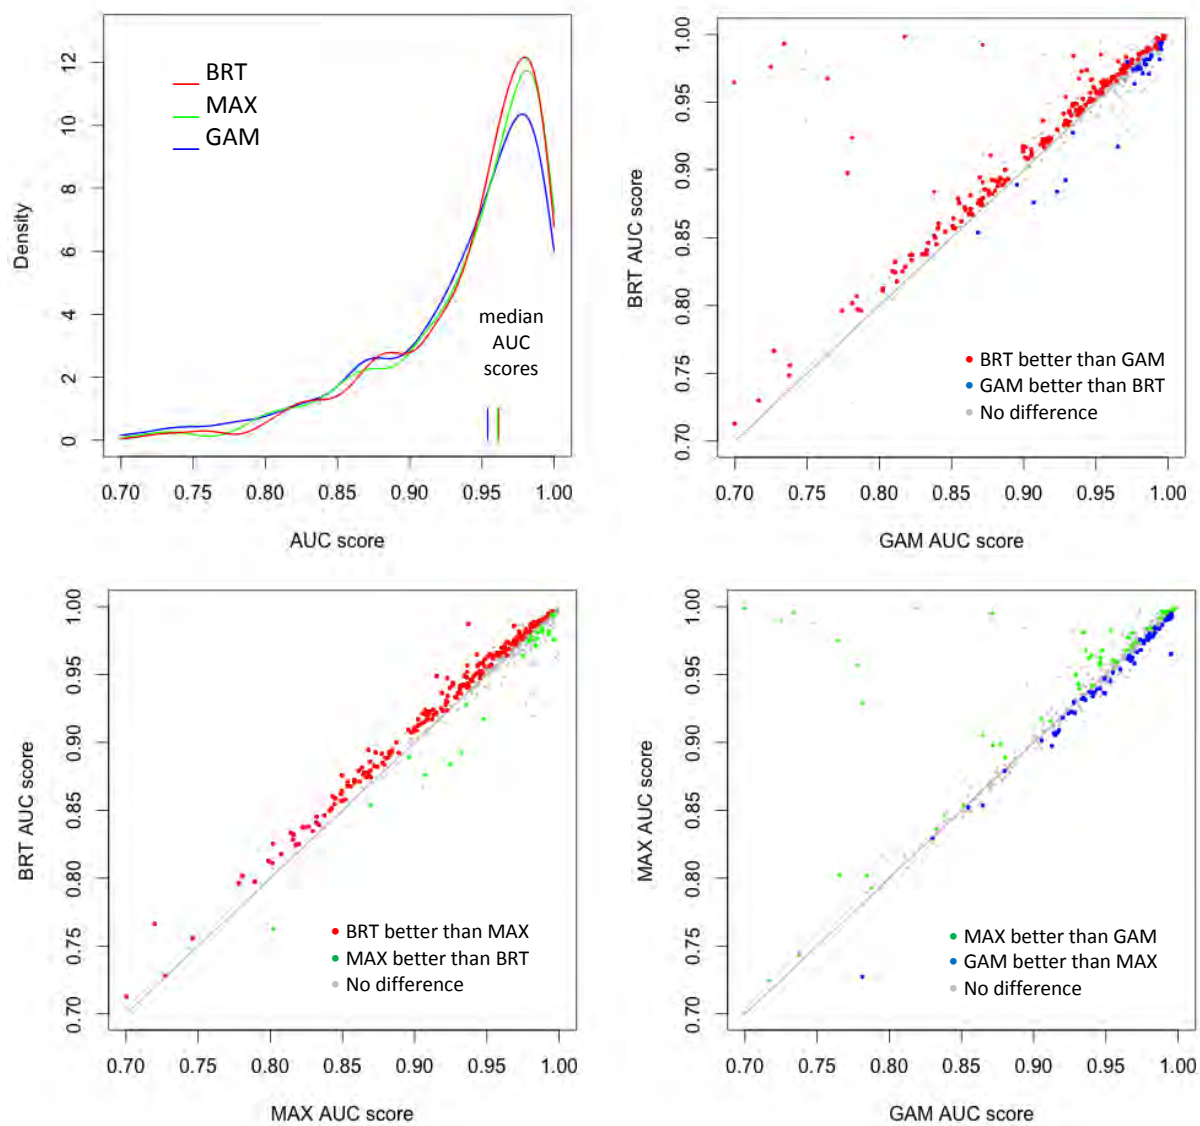 BRT
MAX
GAM
median
AUC
scores
Density
0
2
4
6
8
10
12
0.70
0.75
0.80
0.85
0.90
0.95
1.00
AUC score
BRT AUC score
1.00
0.95
0.90
0.85
0.80
0.75
0.70
BRT better than GAM
GAM better than BRT
No difference
0.70
0.75
0.80
0.85
0.90
0.95
1.00
GAM AUC score
BRT AUC score
1.00
0.95
0.90
0.85
0.80
0.75
0.70
BRT better than MAX
MAX better than BRT
No difference
0.70
0.75
0.80
0.85
0.90
0.95
1.00
MAX AUC score
MAX AUC score
1.00
0.95
0.90
0.85
0.80
0.75
0.70
MAX better than GAM
GAM better than MAX
No difference
0.70
0.75
0.80
0.85
0.90
0.95
1.00
GAM AUC score